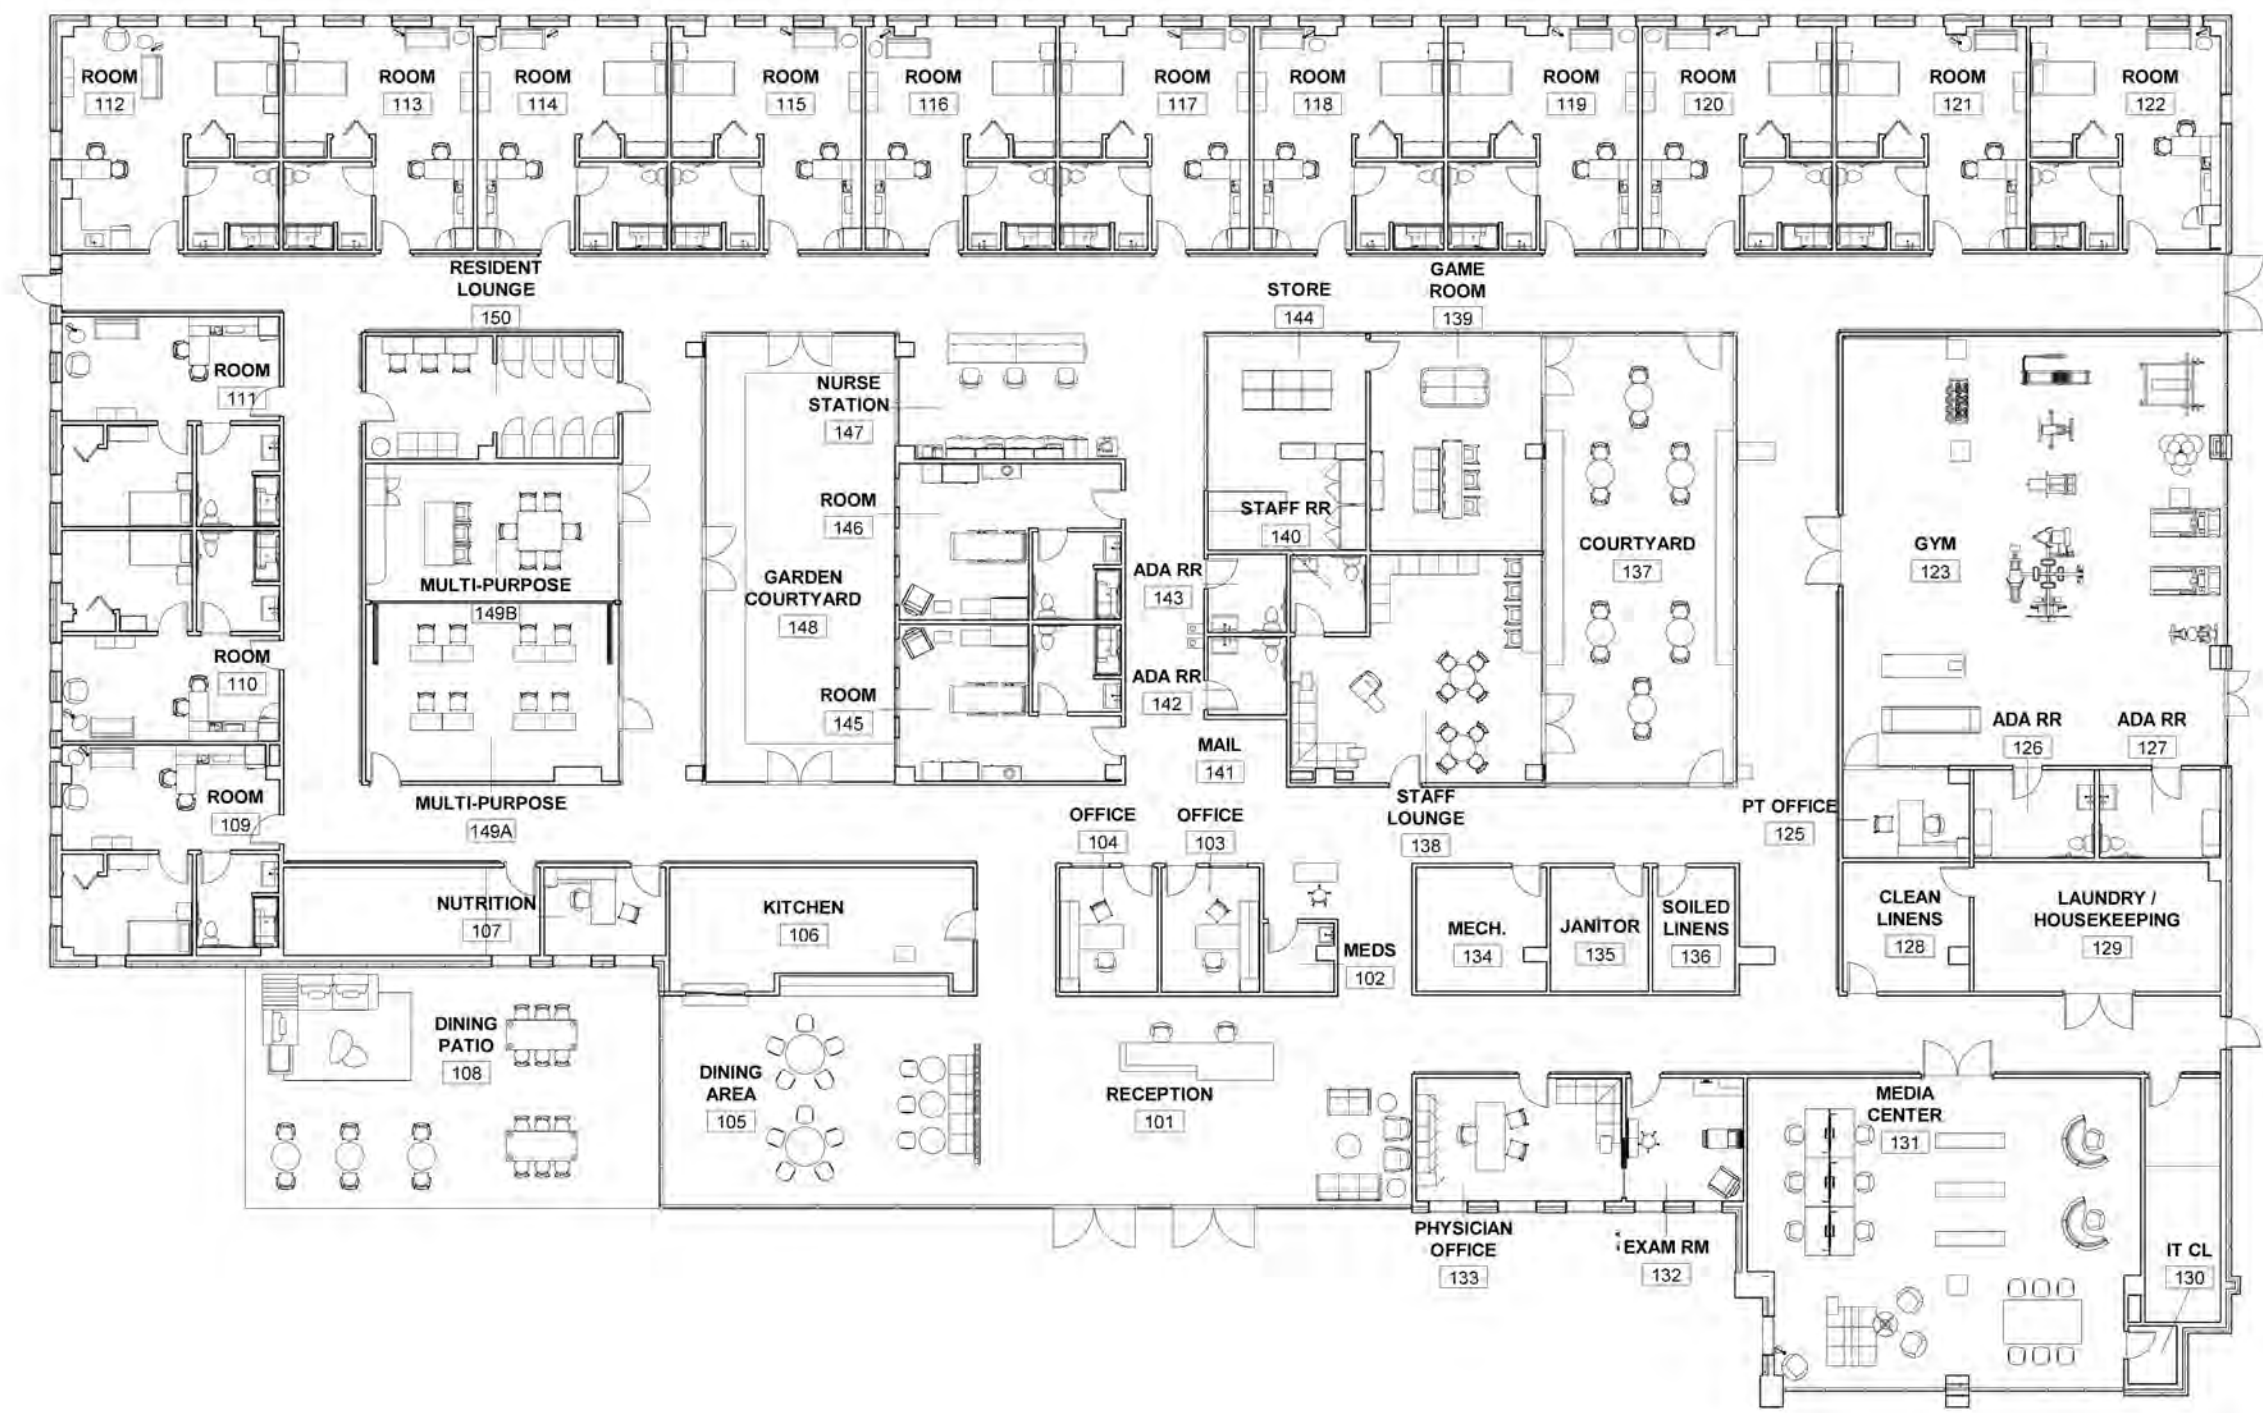 ROOM
112
ROOM
113
ROOM
114
ROOM
115
ROOM
116
ROOM
117
ROOM
118
ROOM
119
ROOM
120
ROOM
121
ROOM
122
RESIDENT
LOUNGE
150
STORE
144
GAME
ROOM
139
ROOM
111
NURSE
STATION
147
ROOM
146
STAFF RR
140
COURTYARD
137
GYM
123
MULTI-PURPOSE
149B
GARDEN
COURTYARD
148
ADA RR
143
ROOM
110
ROOM
145
ADA RR
142
ADA RR
126
ADA RR
127
MAIL
141
ROOM
109
MULTI-PURPOSE
149A
OFFICE
104
OFFICE
103
STAFF
LOUNGE
138
PT OFFICE
125
NUTRITION
107
KITCHEN
106
MEDS
102
MECH.
134
JANITOR
135
SOILED
LINENS
136
CLEAN
LINENS
128
LAUNDRY /
HOUSEKEEPING
129
DINING
PATIO
108
DINING
AREA
105
RECEPTION
101
MEDIA
CENTER
131
PHYSICIAN
OFFICE
133
EXAM RM
132
IT CL
130